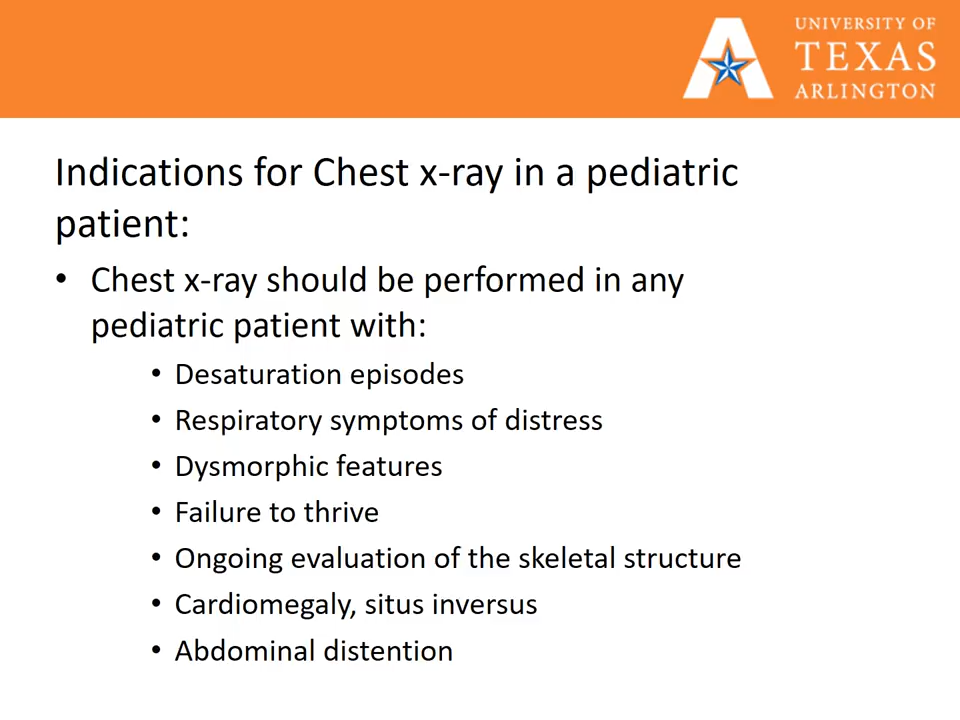 UNIVERSITY OF
TEXAS
ARLINGTON
Indications for Chest x-ray in a pediatric
patient:
• Chest x-ray should be performed in any
pediatric patient with:
• Desaturation episodes
• Respiratory symptoms of distress
• Dysmorphic features
• Failure to thrive
• Ongoing evaluation of the skeletal structure
• Cardiomegaly, situs inversus
• Abdominal distention